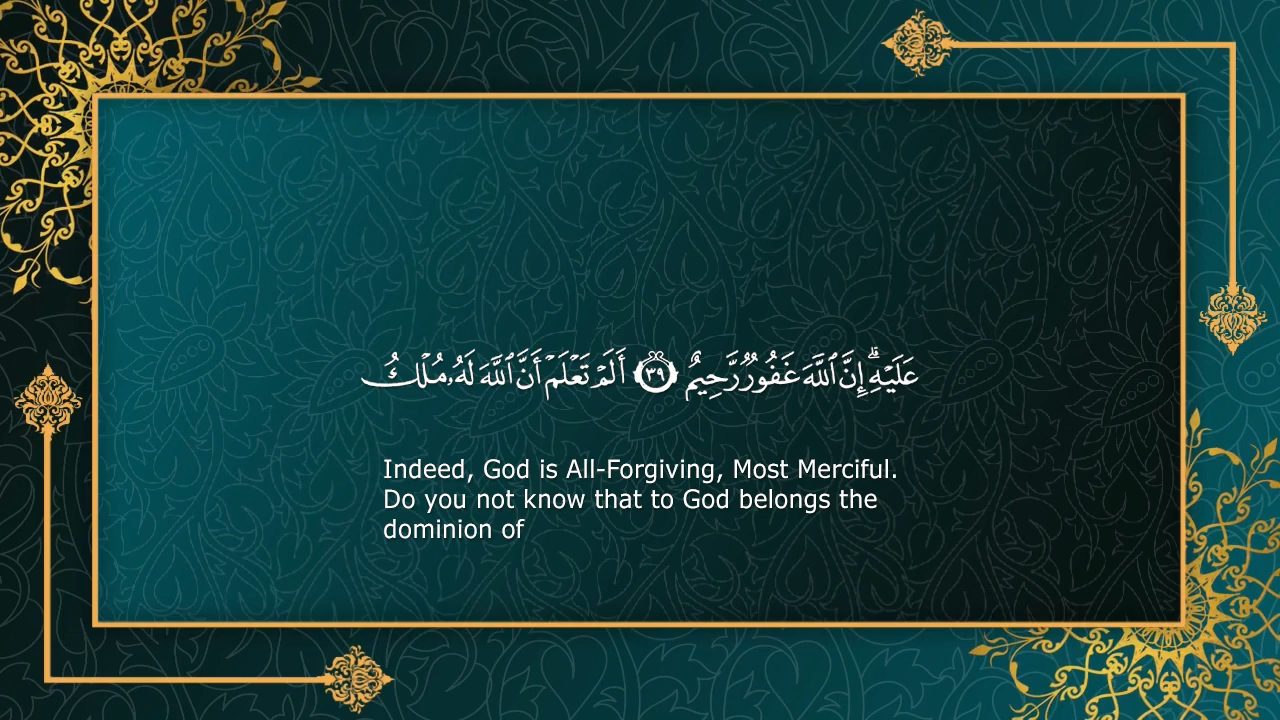 عَلَيْهِۗ إِنَّ ٱللَّهَ غَفُورٌ رَّحِيمٌ ٣٩ أَلَمْ تَعْلَمْ أَنَّ ٱللَّهَ لَهُۥ مُلْكُ
Indeed, God is All-Forgiving, Most Merciful.
Do you not know that to God belongs the
dominion of